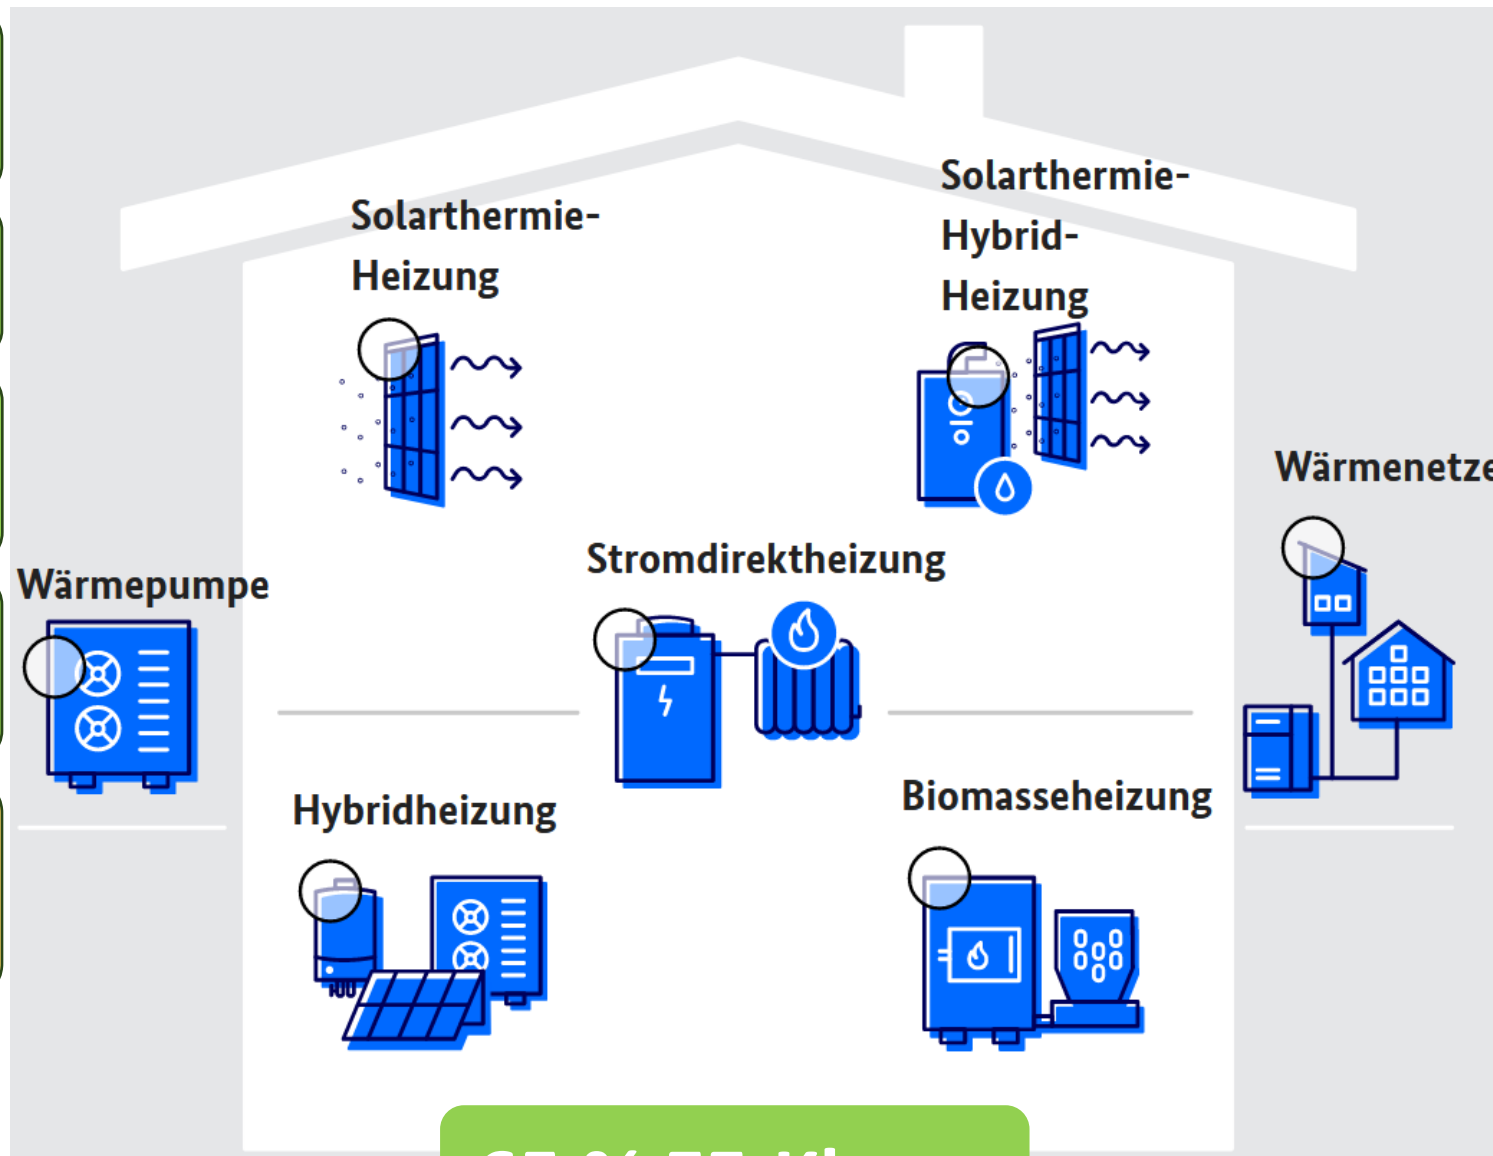 Solarthermie-
Heizung
Solarthermie-
Hybrid-
Heizung
Wärmenetze
Stromdirektheizung
Wärmepumpe
Hybridheizung
Biomasseheizung